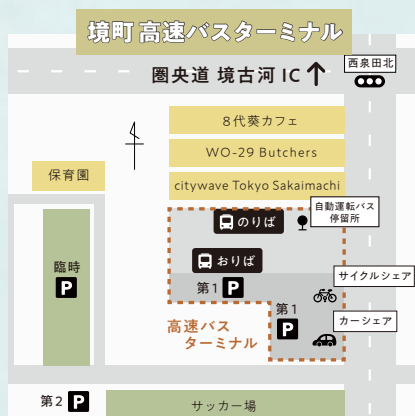 境町 高速バスターミナル
圏央道 境古河 IC
西泉田北
8代葵カフェ
WO-29 Butchers
保育園
citywave Tokyo Sakaimachi
自動運転バス
停留所
のりば
おりば
臨時
P
第1 P
サイクルシェア
第1
P
カーシェア
高速バス
ターミナル
第2 P
サッカー場